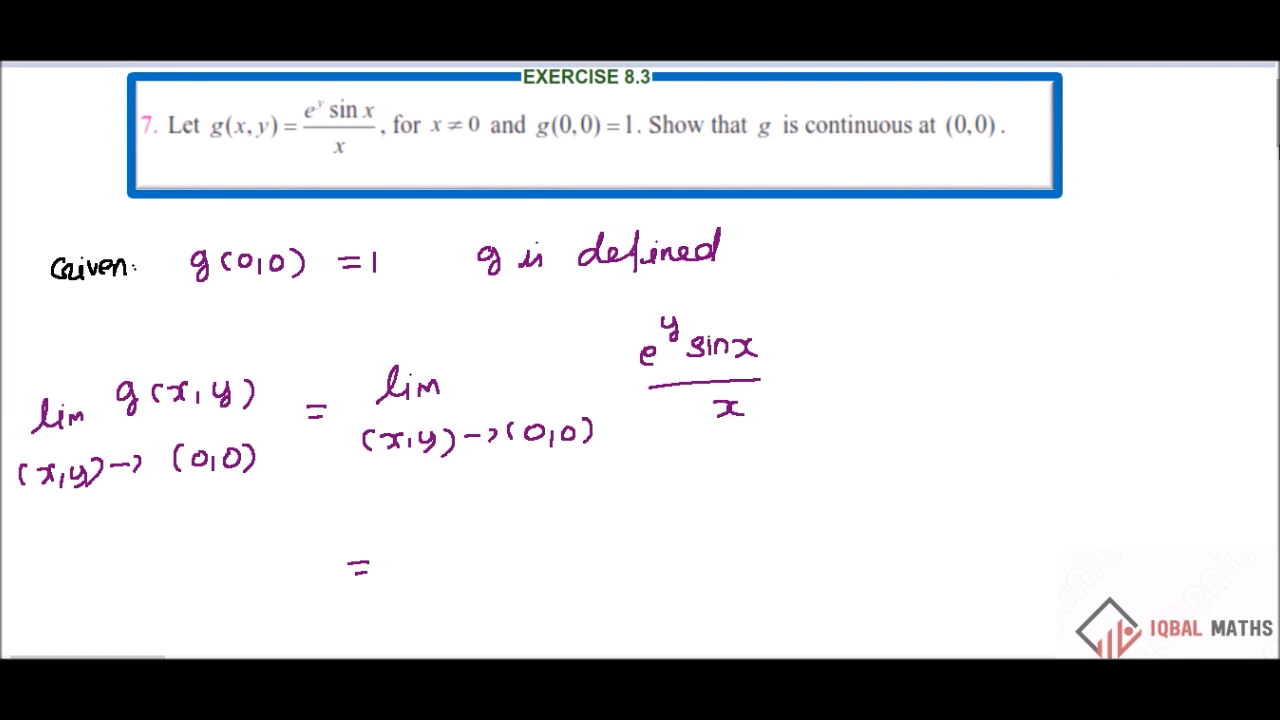 EXERCISE 8.3
7. Let g(x, y) = e^y sin x / x, for x ≠ 0 and g(0,0) = 1. Show that g is continuous at (0,0).
Given: g(0,0) = 1 g is defined
lim (x,y)->(0,0) g(x,y) = lim (x,y)->(0,0) e^y sinx / x
=
IQBAL MATHS